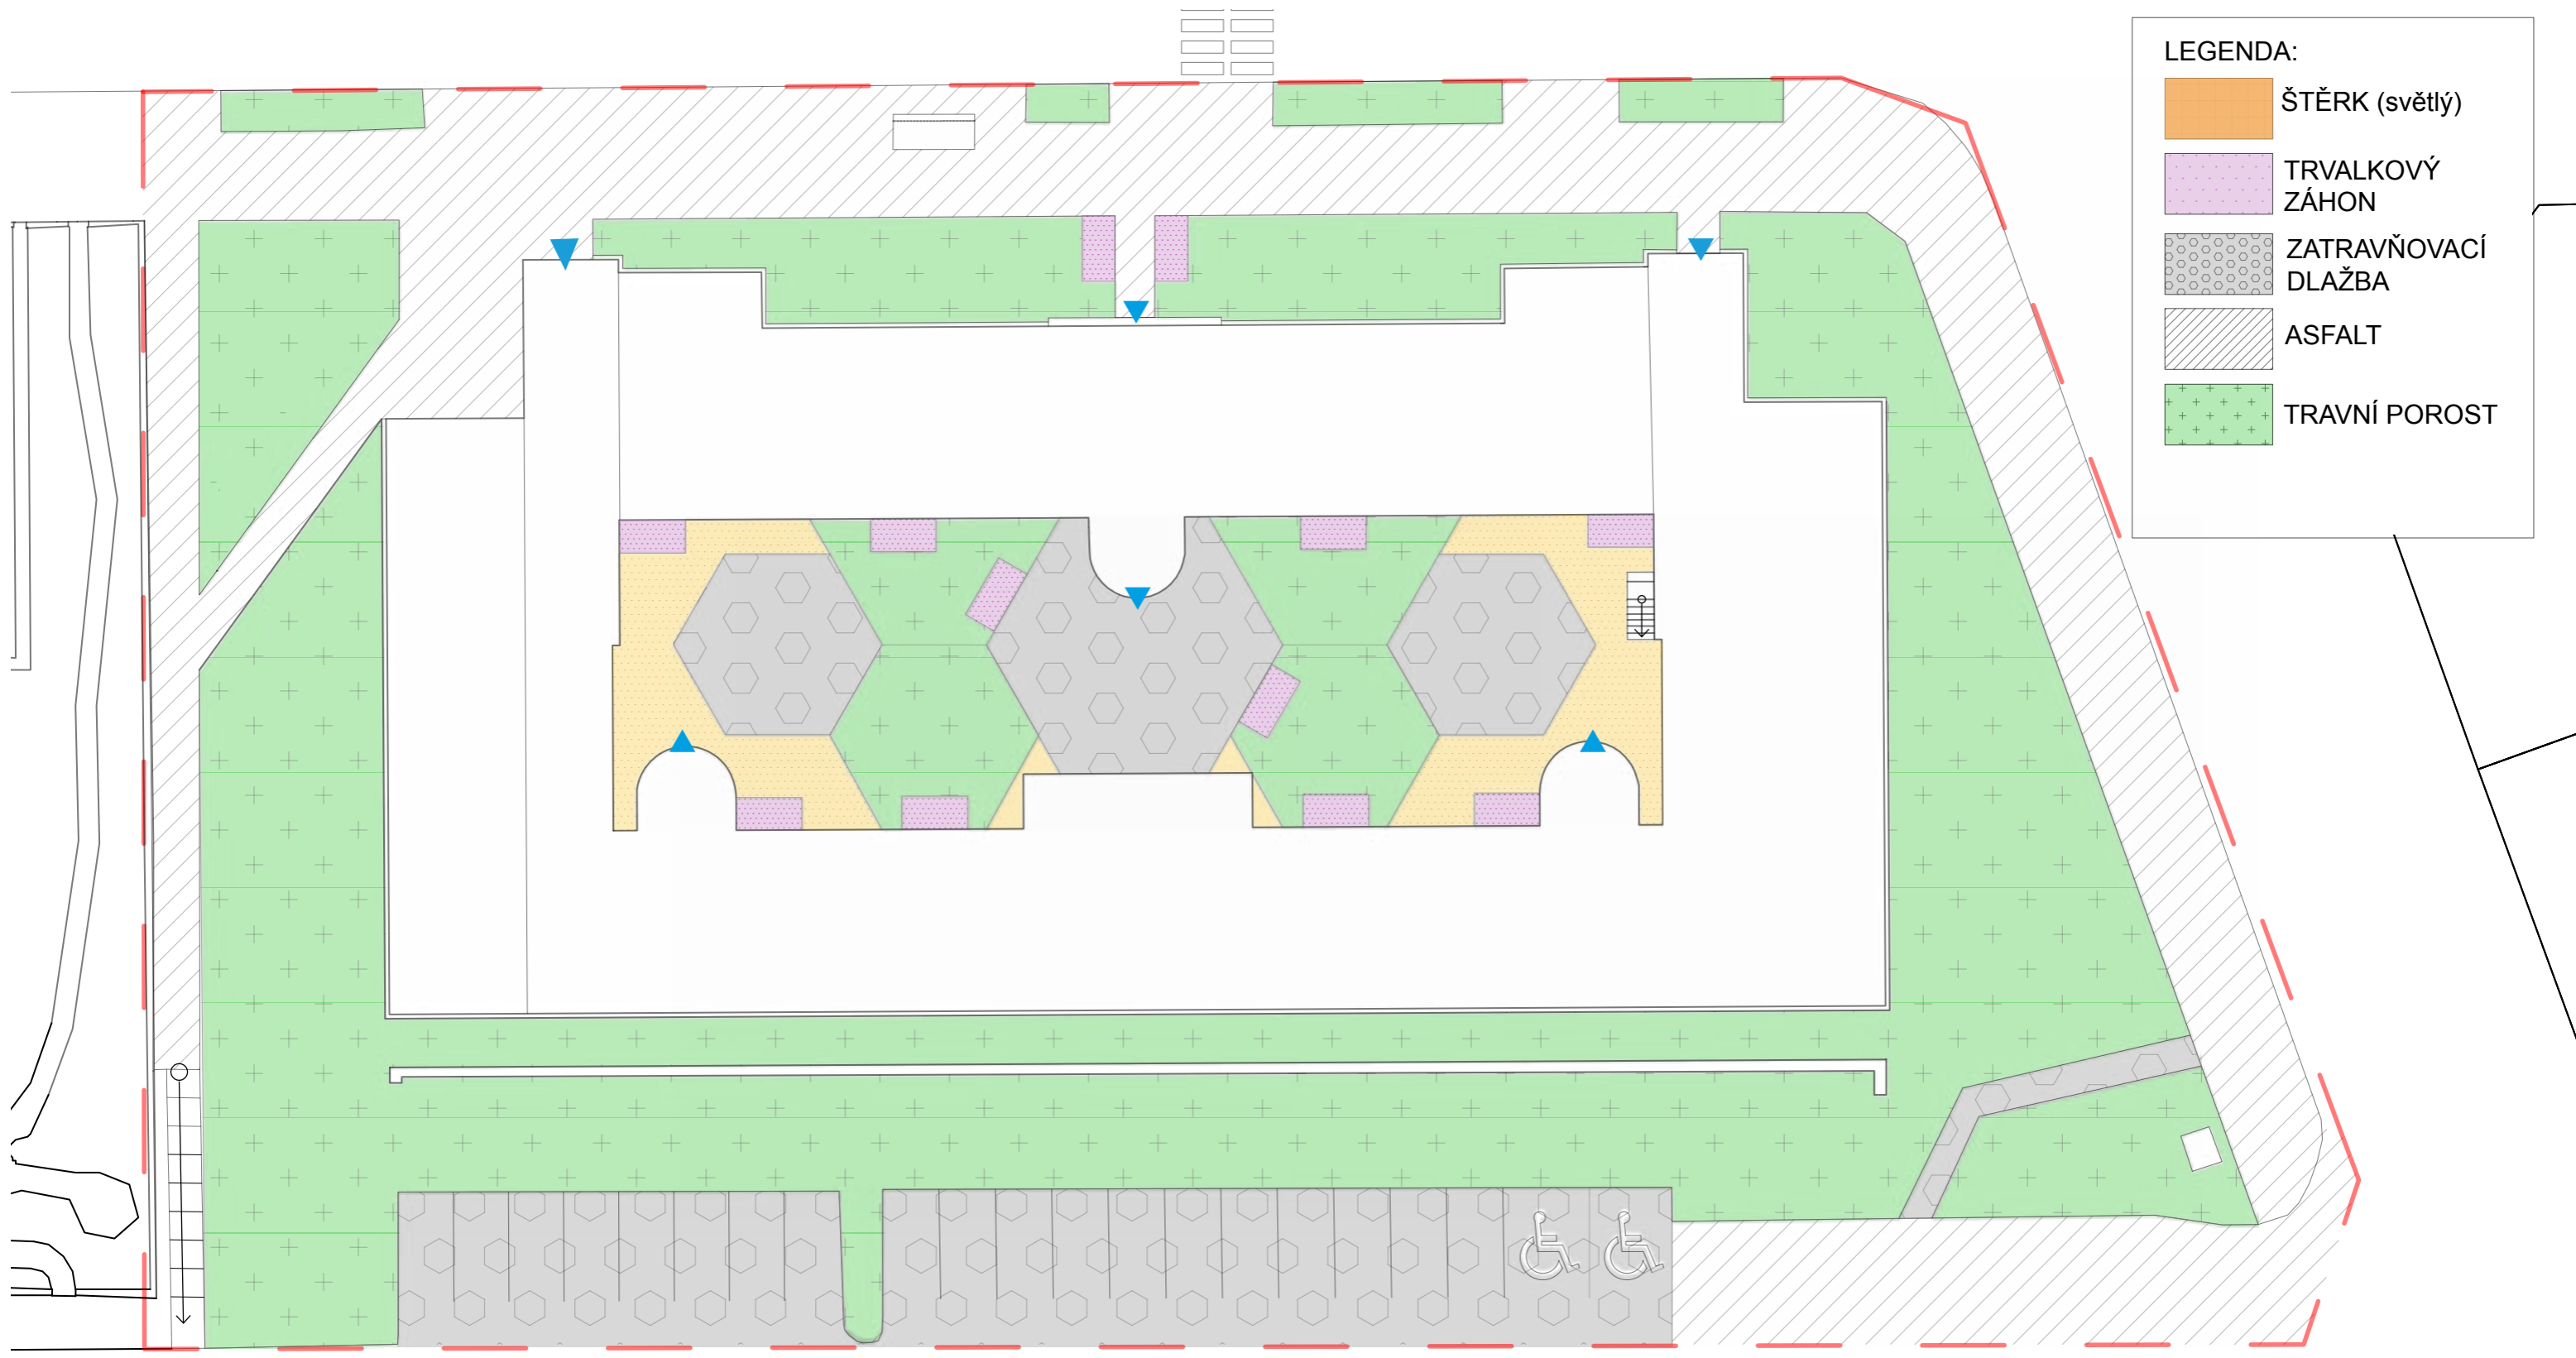 LEGENDA:
ŠTĚRK (světlý)
TRVALKOVÝ
ZÁHON
ZATRAVŇOVACÍ
DLAŽBA
ASFALT
TRAVNÍ POROST